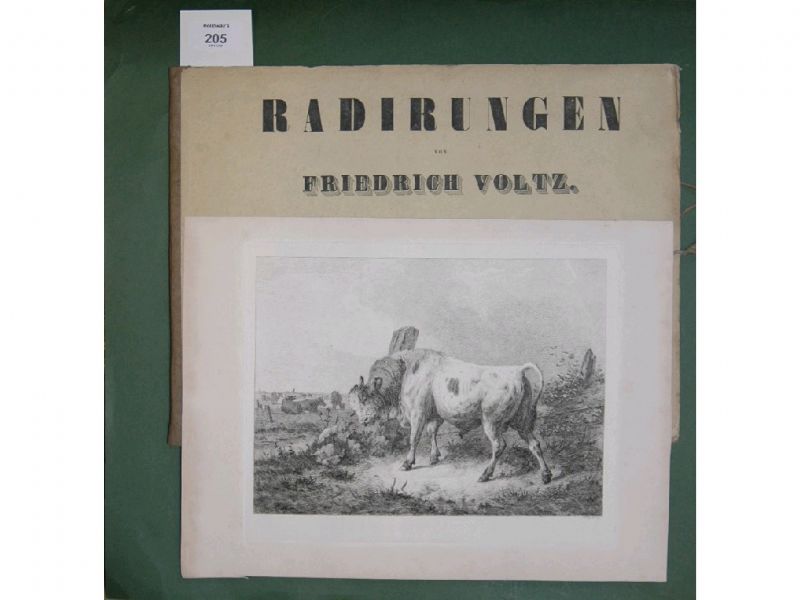 205
RADIRUNGEN
VON
FRIEDRICH VOLTZ.